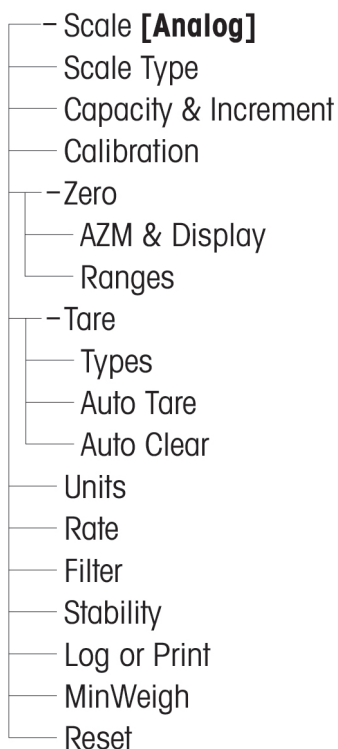 Scale [Analog]
Scale Type
Capacity & Increment
Calibration
Zero
AZM & Display
Ranges
Tare
Types
Auto Tare
Auto Clear
Units
Rate
Filter
Stability
Log or Print
MinWeigh
Reset